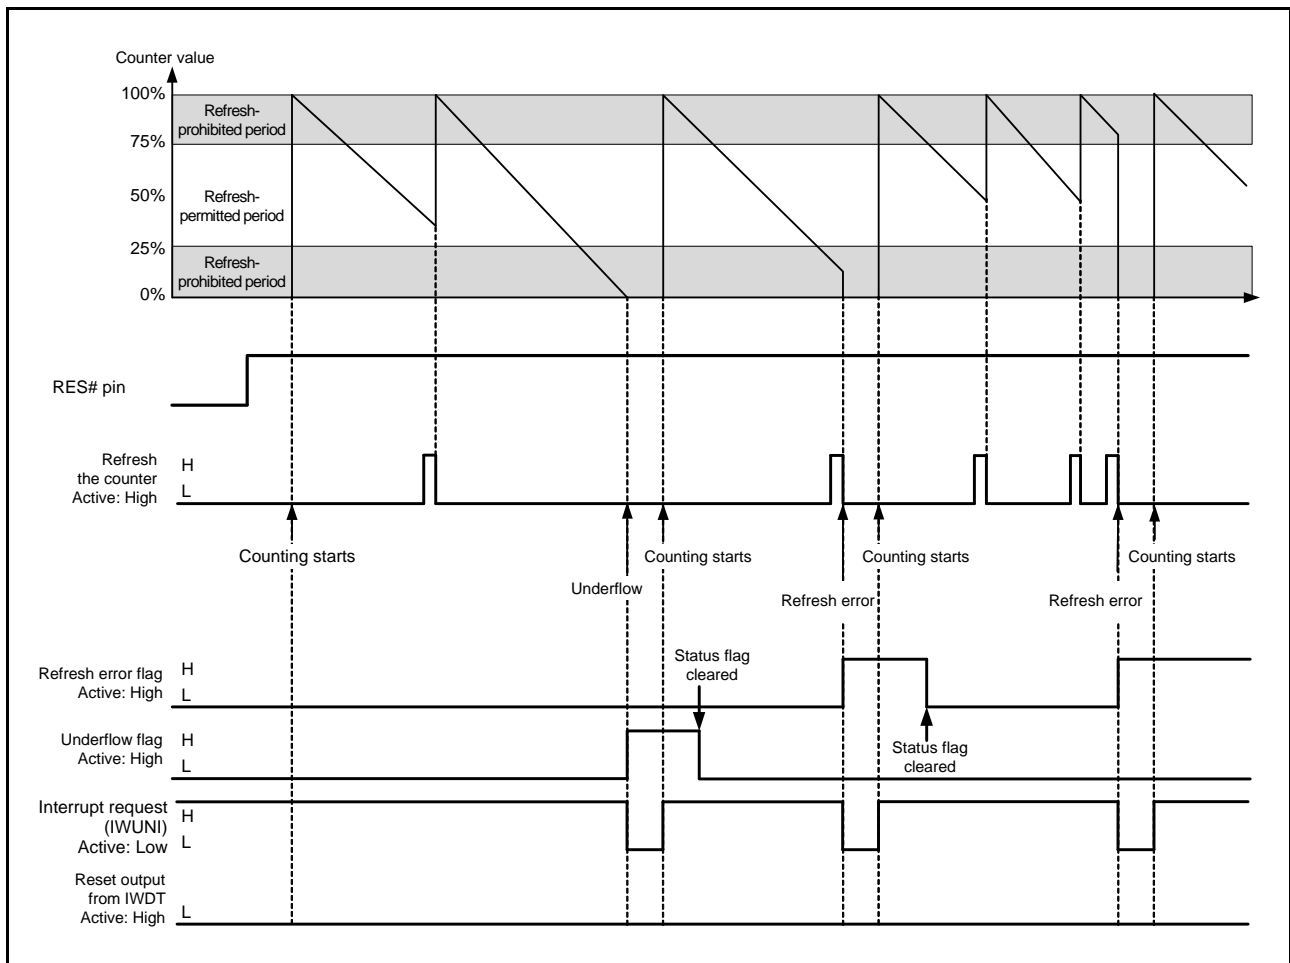 Counter value
100%
Refresh-
prohibited period
75%
50%
Refresh-
permitted period
25%
Refresh-
prohibited period
0%
RES# pin
Refresh
the counter
Active: High
H
L
Counting starts
Underflow
Counting starts
Refresh error
Counting starts
Refresh error
Counting starts
Refresh error flag
Active: High
H
L
Status flag
cleared
Status flag
cleared
Underflow flag
Active: High
H
L
Interrupt request
(IWUNI)
Active: Low
H
L
Reset output
from IWDT
Active: High
L